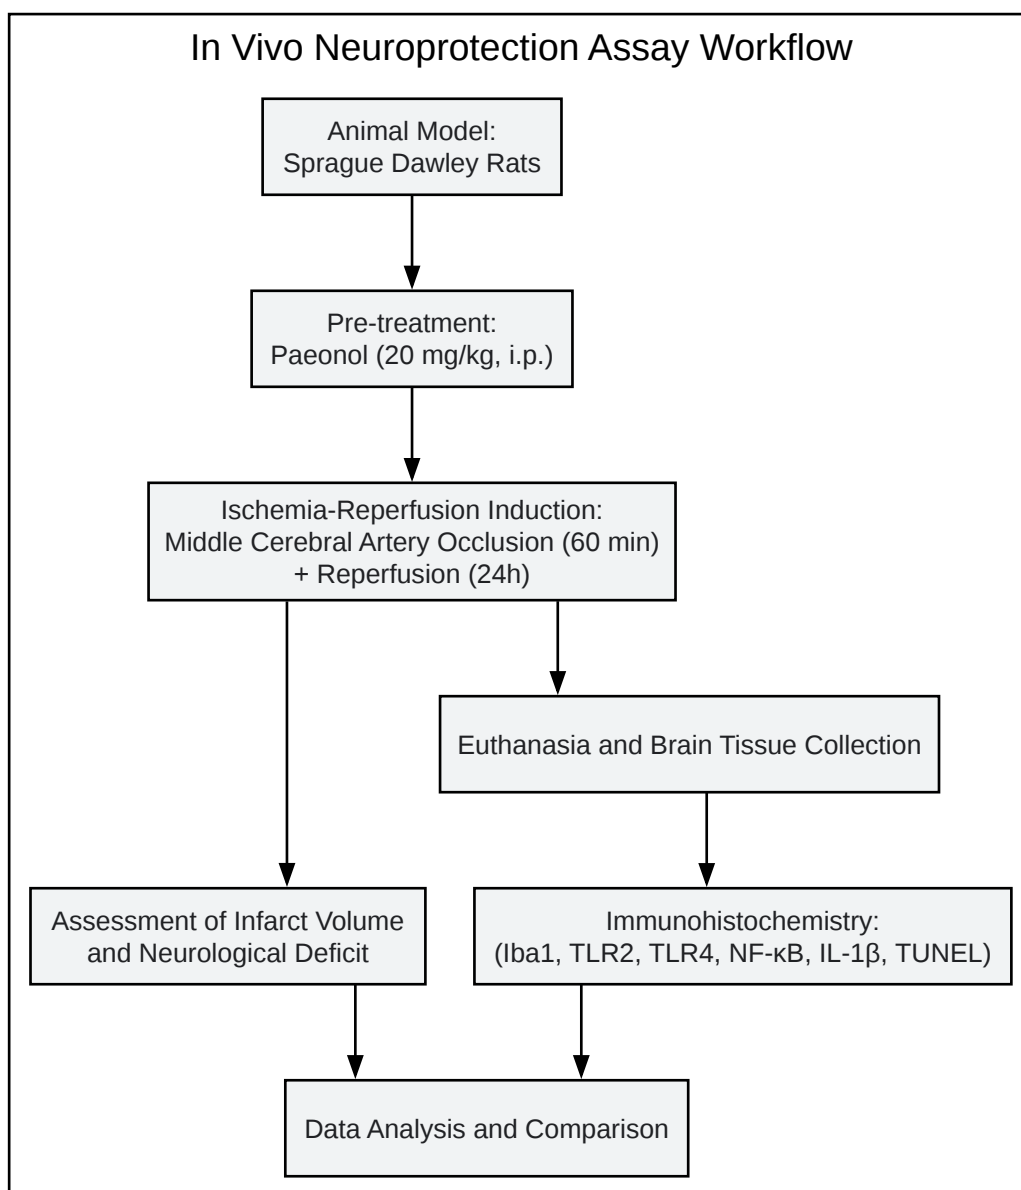 In Vivo Neuroprotection Assay Workflow
Animal Model:
Sprague Dawley Rats
Pre-treatment:
Paeonol (20 mg/kg, i.p.)
Ischemia-Reperfusion Induction:
Middle Cerebral Artery Occlusion (60 min)
+ Reperfusion (24h)
Euthanasia and Brain Tissue Collection
Assessment of Infarct Volume
and Neurological Deficit
Immunohistochemistry:
(Iba1, TLR2, TLR4, NF-κB, IL-1β, TUNEL)
Data Analysis and Comparison